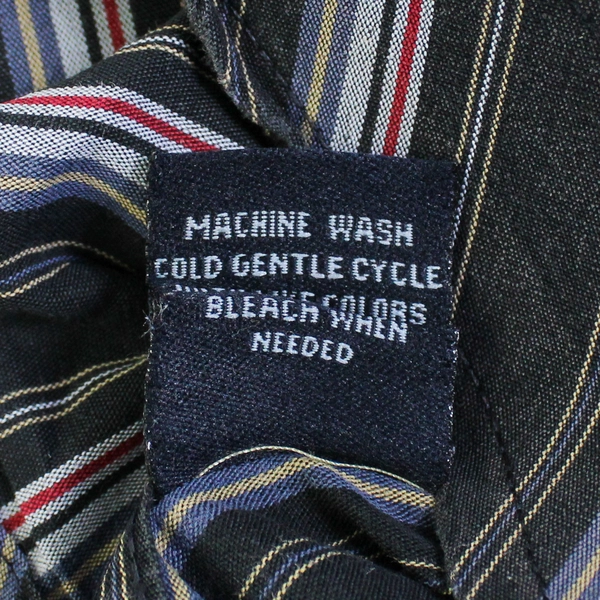 MACHINE WASH
COLD GENTLE CYCLE
COLORS
BLEACH WHEN
NEEDED